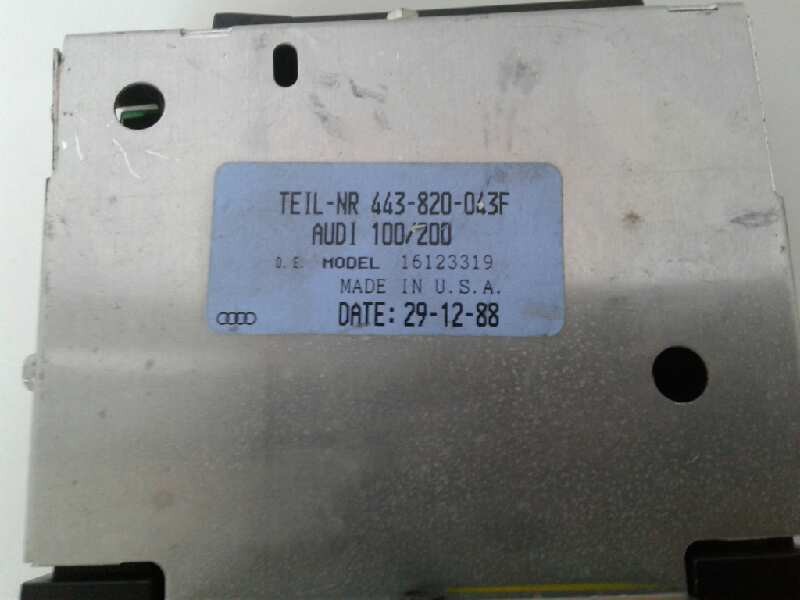 TEIL-NR 443-820-043F
AUDI 100/200
D.E. MODEL 16123319
MADE IN U.S.A.
DATE: 29-12-88